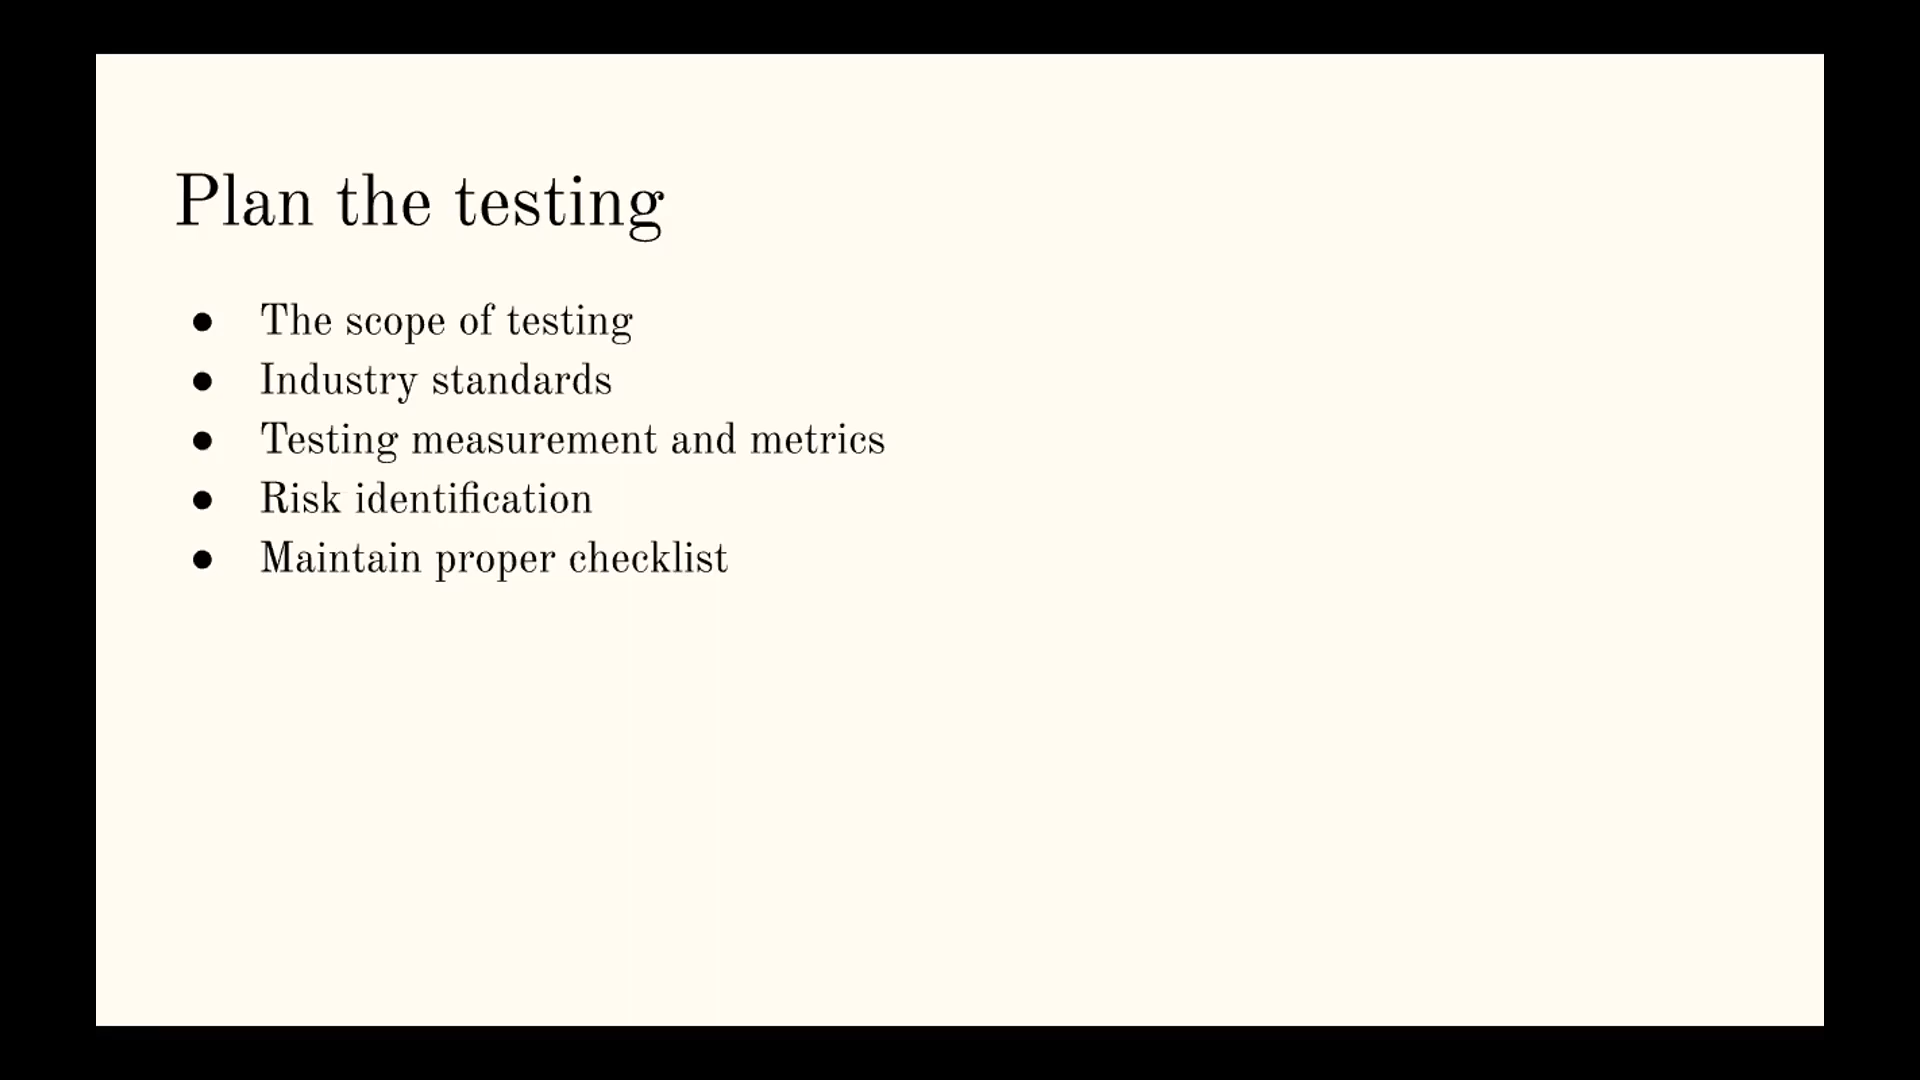 Plan the testing
● The scope of testing
● Industry standards
● Testing measurement and metrics
● Risk identification
● Maintain proper checklist